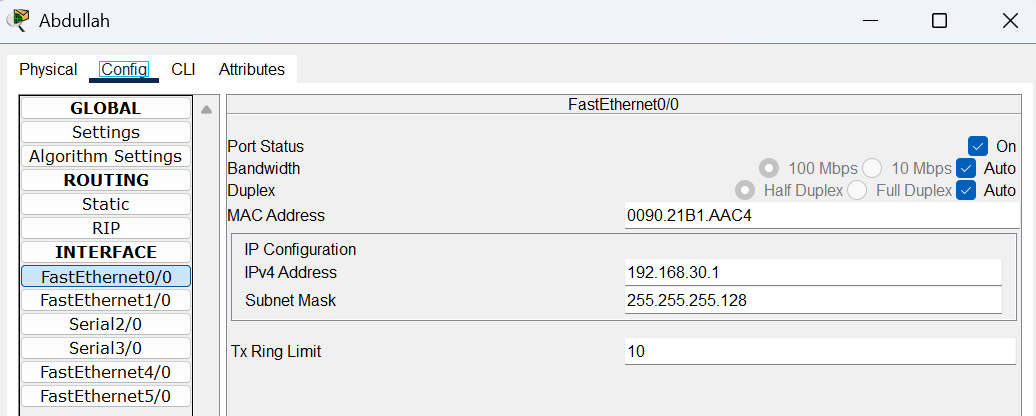 Abdullah
Physical Config CLI Attributes
GLOBAL
Settings
Algorithm Settings
ROUTING
Static
RIP
INTERFACE
FastEthernet0/0
FastEthernet1/0
Serial2/0
Serial3/0
FastEthernet4/0
FastEthernet5/0
FastEthernet0/0
Port Status On
Bandwidth 100 Mbps 10 Mbps Auto
Duplex Half Duplex Full Duplex Auto
MAC Address 0090.21B1.AAC4
IP Configuration
IPv4 Address 192.168.30.1
Subnet Mask 255.255.255.128
Tx Ring Limit 10